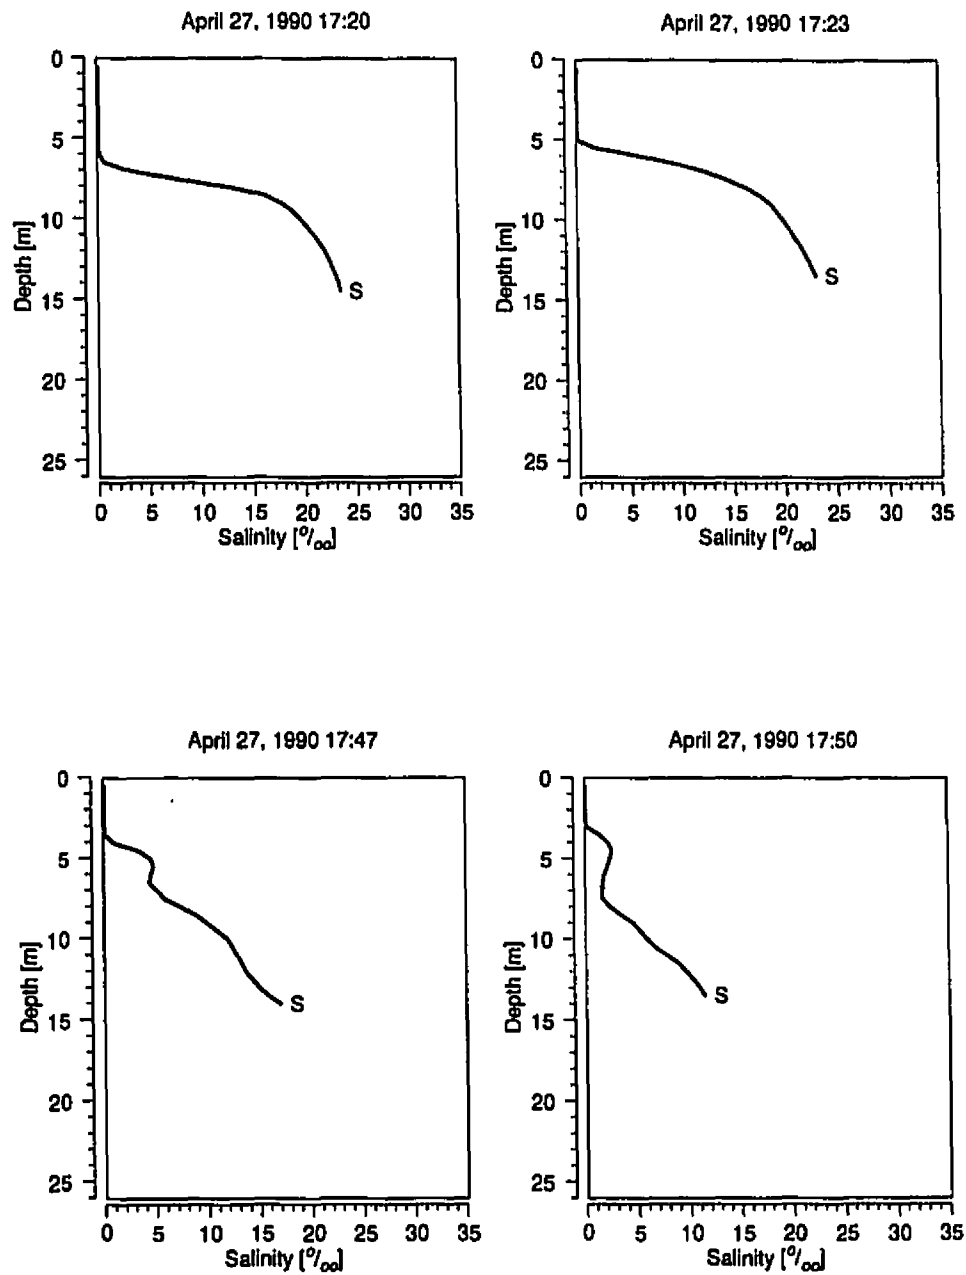 April 27, 1990 17:20
0
5
10
15
20
25
Depth [m]
S
0 5 10 15 20 25 30 35
Salinity [o/oo]
April 27, 1990 17:23
0
5
10
15
20
25
Depth [m]
S
0 5 10 15 20 25 30 35
Salinity [o/oo]
April 27, 1990 17:47
0
5
10
15
20
25
Depth [m]
S
0 5 10 15 20 25 30 35
Salinity [o/oo]
April 27, 1990 17:50
0
5
10
15
20
25
Depth [m]
S
0 5 10 15 20 25 30 35
Salinity [o/oo]